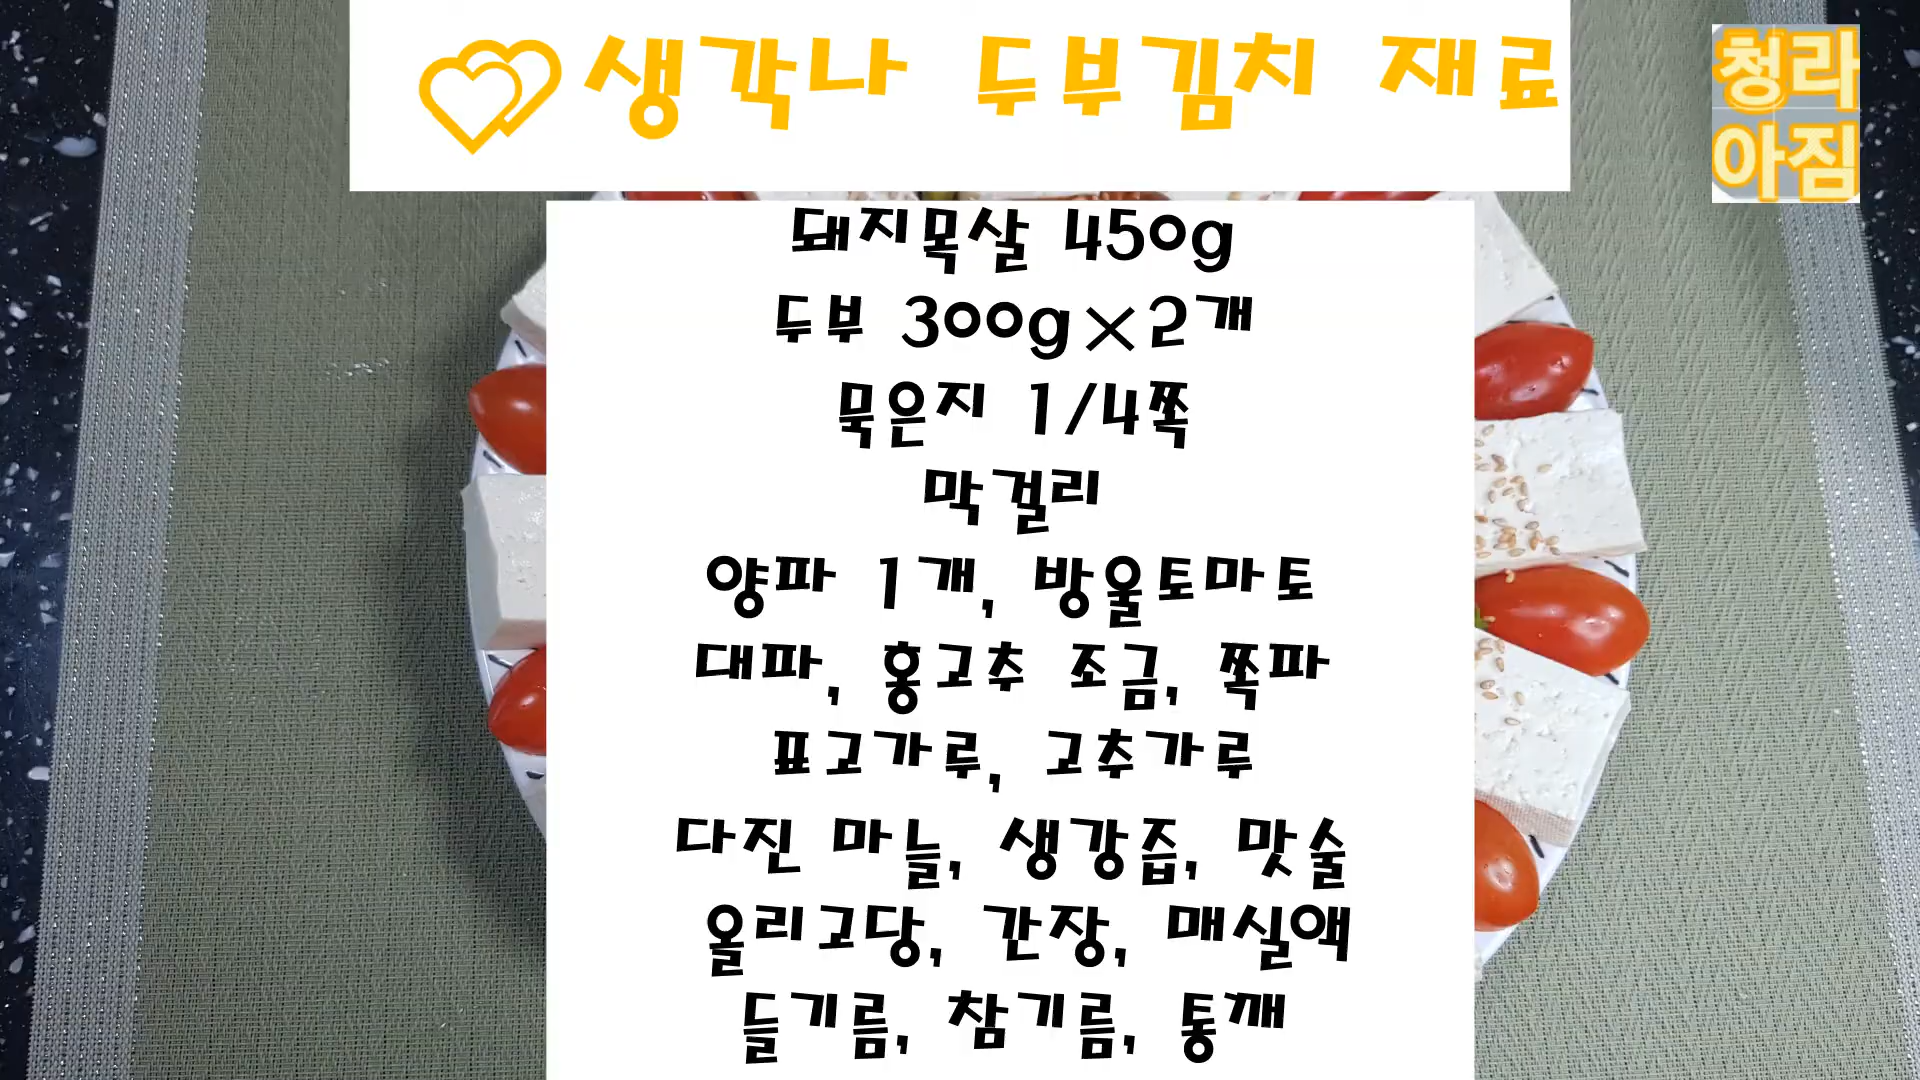 생각나 두부김치 재료
청라
아짐
돼지목살 450g
두부 300g×2개
묵은지 1/4쪽
막걸리
양파 1개, 방울토마토
대파, 홍고추 조금, 쪽파
표고가루, 고추가루
다진 마늘, 생강즙, 맛술
올리고당, 간장, 매실액
들기름, 참기름, 통깨